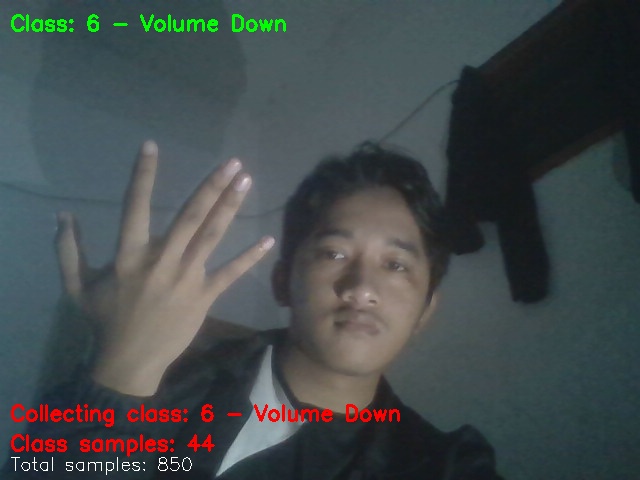 Class: 6 - Volume Down
Collecting class: 6 - Volume Down
Class samples: 44
Total samples: 850